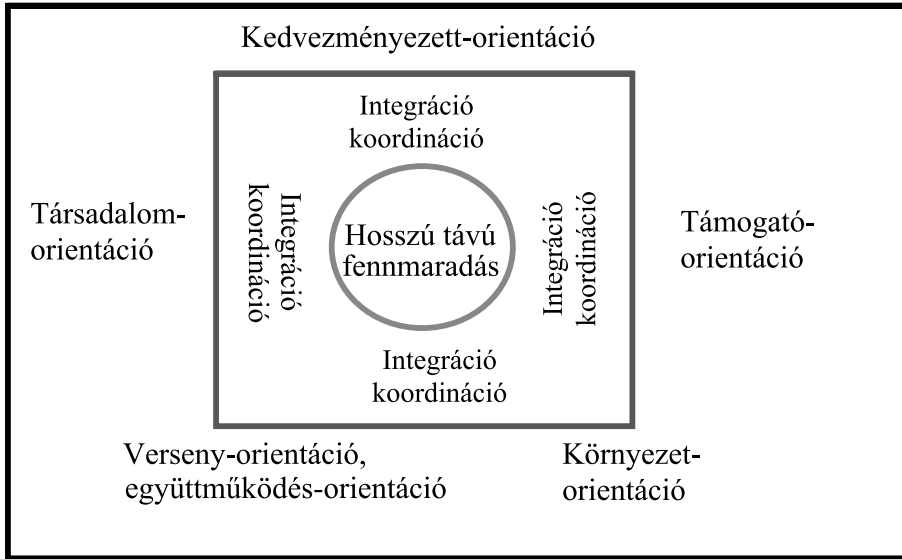 Kedvezményezett-orientáció
Integráció
koordináció
Társadalom-
orientáció
Integráció
koordináció
Hosszú távú
fennmaradás
Integráció
koordináció
Támogató-
orientáció
Integráció
koordináció
Verseny-orientáció,
együttműködés-orientáció
Környezet-
orientáció